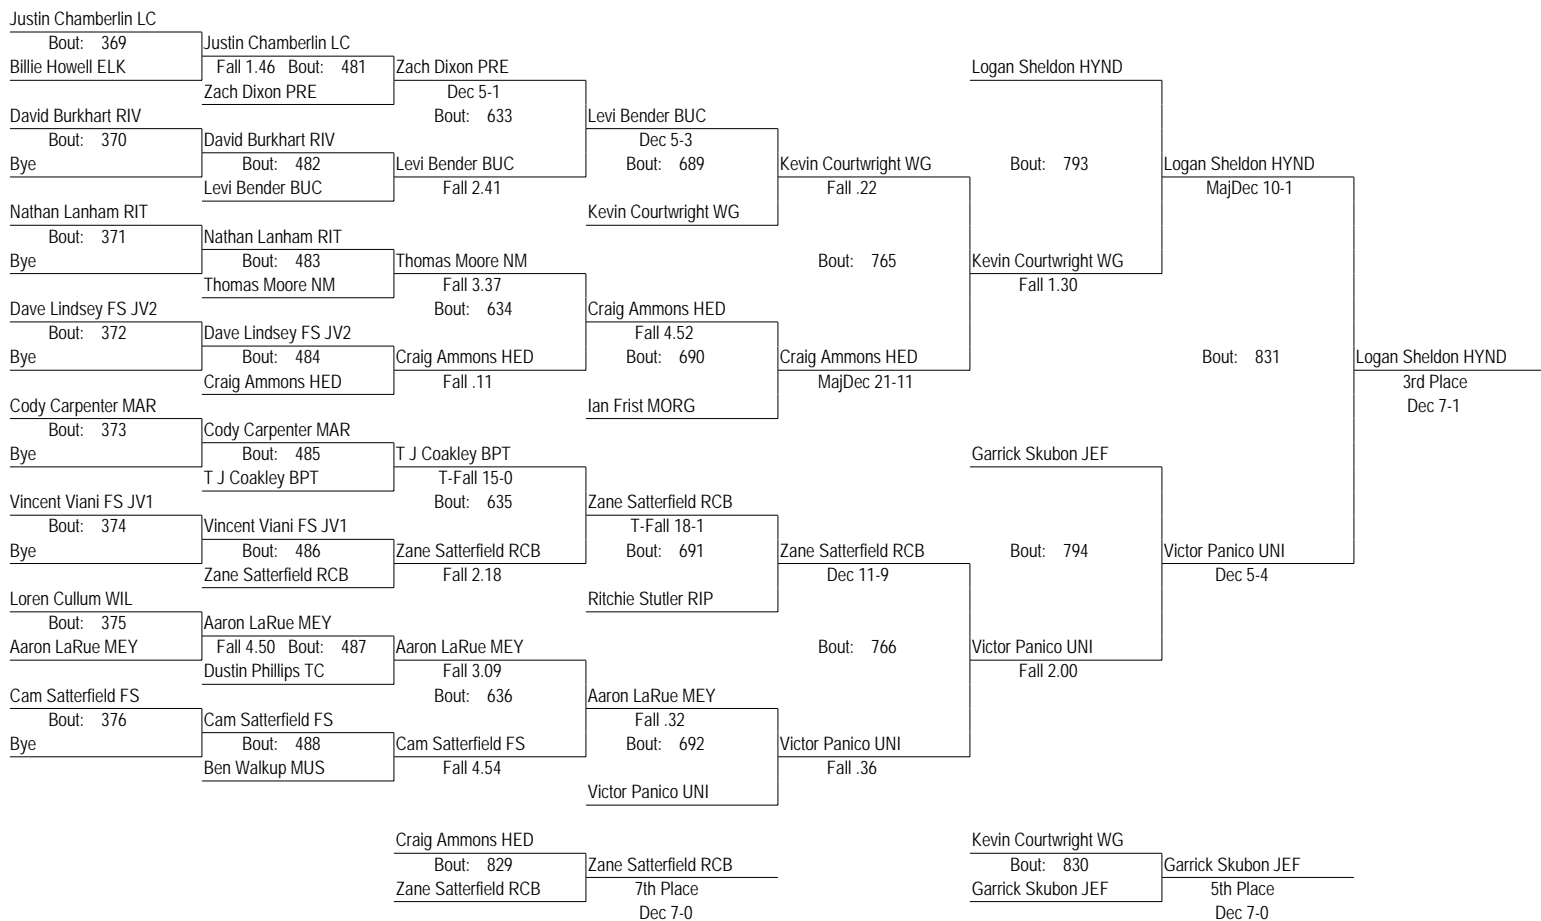 Justin Chamberlin LC
Bout: 369
Justin Chamberlin LC
Billie Howell ELK
Fall 1.46 Bout: 481
Zach Dixon PRE
Logan Sheldon HYND
Zach Dixon PRE
Dec 5-1
David Burkhart RIV
Bout: 633
Levi Bender BUC
Bout: 370
David Burkhart RIV
Dec 5-3
Bye
Bout: 482
Levi Bender BUC
Bout: 689
Kevin Courtwright WG
Bout: 793
Logan Sheldon HYND
Levi Bender BUC
Fall 2.41
Fall .22
MajDec 10-1
Nathan Lanham RIT
Kevin Courtwright WG
Bout: 371
Nathan Lanham RIT
Bye
Bout: 483
Thomas Moore NM
Bout: 765
Kevin Courtwright WG
Thomas Moore NM
Fall 3.37
Fall 1.30
Dave Lindsey FS JV2
Bout: 634
Craig Ammons HED
Bout: 372
Dave Lindsey FS JV2
Fall 4.52
Bye
Bout: 484
Craig Ammons HED
Bout: 690
Craig Ammons HED
Bout: 831
Logan Sheldon HYND
Craig Ammons HED
Fall .11
MajDec 21-11
3rd Place
Cody Carpenter MAR
Ian Frist MORG
Dec 7-1
Bout: 373
Cody Carpenter MAR
Bye
Bout: 485
T J Coakley BPT
Garrick Skubon JEF
T J Coakley BPT
T-Fall 15-0
Vincent Viani FS JV1
Bout: 635
Zane Satterfield RCB
Bout: 374
Vincent Viani FS JV1
T-Fall 18-1
Bye
Bout: 486
Zane Satterfield RCB
Bout: 691
Zane Satterfield RCB
Bout: 794
Victor Panico UNI
Zane Satterfield RCB
Fall 2.18
Dec 11-9
Dec 5-4
Loren Cullum WIL
Ritchie Stutler RIP
Bout: 375
Aaron LaRue MEY
Aaron LaRue MEY
Fall 4.50 Bout: 487
Aaron LaRue MEY
Bout: 766
Victor Panico UNI
Dustin Phillips TC
Fall 3.09
Fall 2.00
Cam Satterfield FS
Bout: 636
Aaron LaRue MEY
Bout: 376
Cam Satterfield FS
Fall .32
Bye
Bout: 488
Cam Satterfield FS
Bout: 692
Victor Panico UNI
Ben Walkup MUS
Fall 4.54
Fall .36
Victor Panico UNI
Craig Ammons HED
Kevin Courtwright WG
Bout: 829
Zane Satterfield RCB
Bout: 830
Garrick Skubon JEF
Zane Satterfield RCB
7th Place
Garrick Skubon JEF
5th Place
Dec 7-0
Dec 7-0